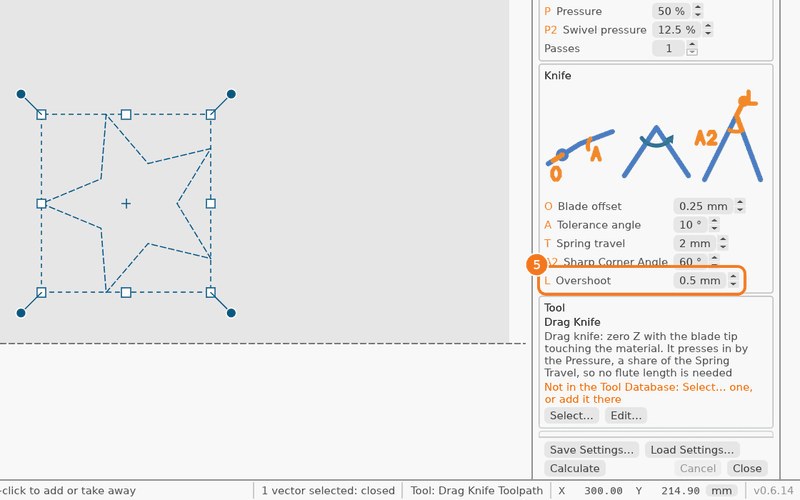 P Pressure 50 %
P2 Swivel pressure 12.5 %
Passes 1
Knife
L
A2
A
O
O Blade offset 0.25 mm
A Tolerance angle 10 °
T Spring travel 2 mm
A2 Sharp Corner Angle 60 °
5
L Overshoot 0.5 mm
Tool
Drag Knife
Drag knife: zero Z with the blade tip
touching the material. It presses in by
the Pressure, a share of the Spring
Travel, so no flute length is needed
Not in the Tool Database: Select... one,
or add it there
Select... Edit...
Save Settings... Load Settings...
Calculate Cancel Close
-click to add or take away 1 vector selected: closed Tool: Drag Knife Toolpath X 300.00 Y 214.90 mm v0.6.14